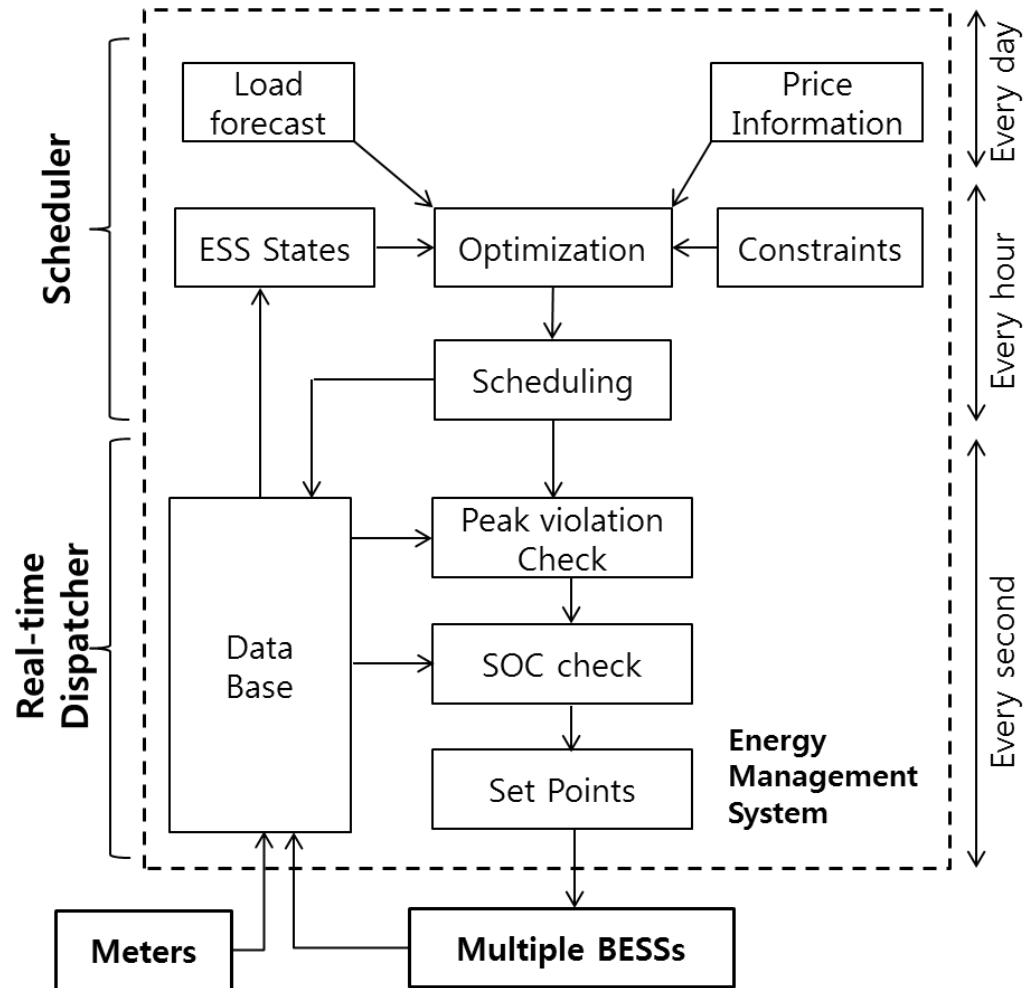 Load
forecast
Price
Information
Every day
Scheduler
ESS States
Optimization
Constraints
Every hour
Scheduling
Real-time
Dispatcher
Data
Base
Peak violation
Check
SOC check
Set Points
Energy
Management
System
Every second
Meters
Multiple BESSs